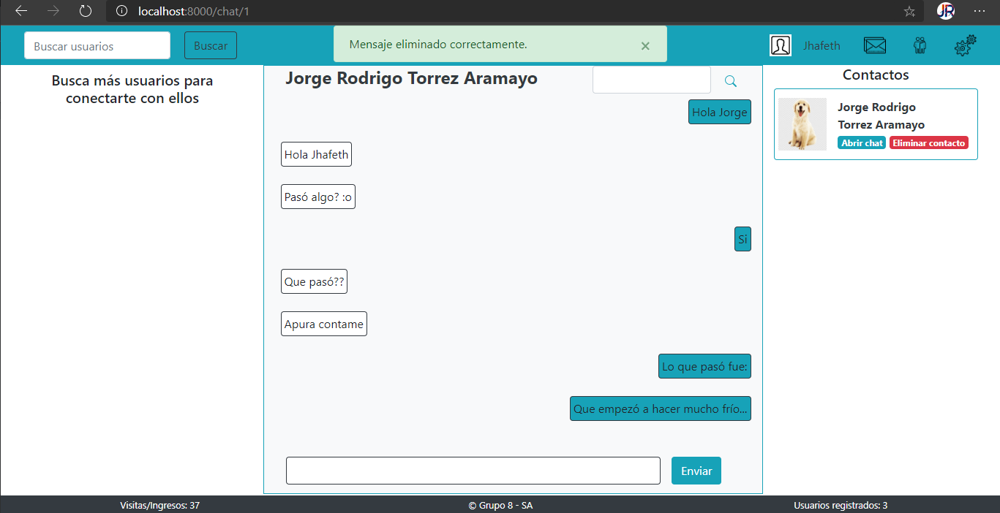 localhost:8000/chat/1
JR
Buscar usuarios
Buscar
Mensaje eliminado correctamente.
×
Jhafeth
Busca más usuarios para
conectarte con ellos
Jorge Rodrigo Torrez Aramayo
Hola Jorge
Hola Jhafeth
Pasó algo? :o
Si
Que pasó??
Apura contame
Lo que pasó fue:
Que empezó a hacer mucho frío...
Enviar
Contactos
Jorge Rodrigo
Torrez Aramayo
Abrir chat Eliminar contacto
Visitas/Ingresos: 37
© Grupo 8 - SA
Usuarios registrados: 3